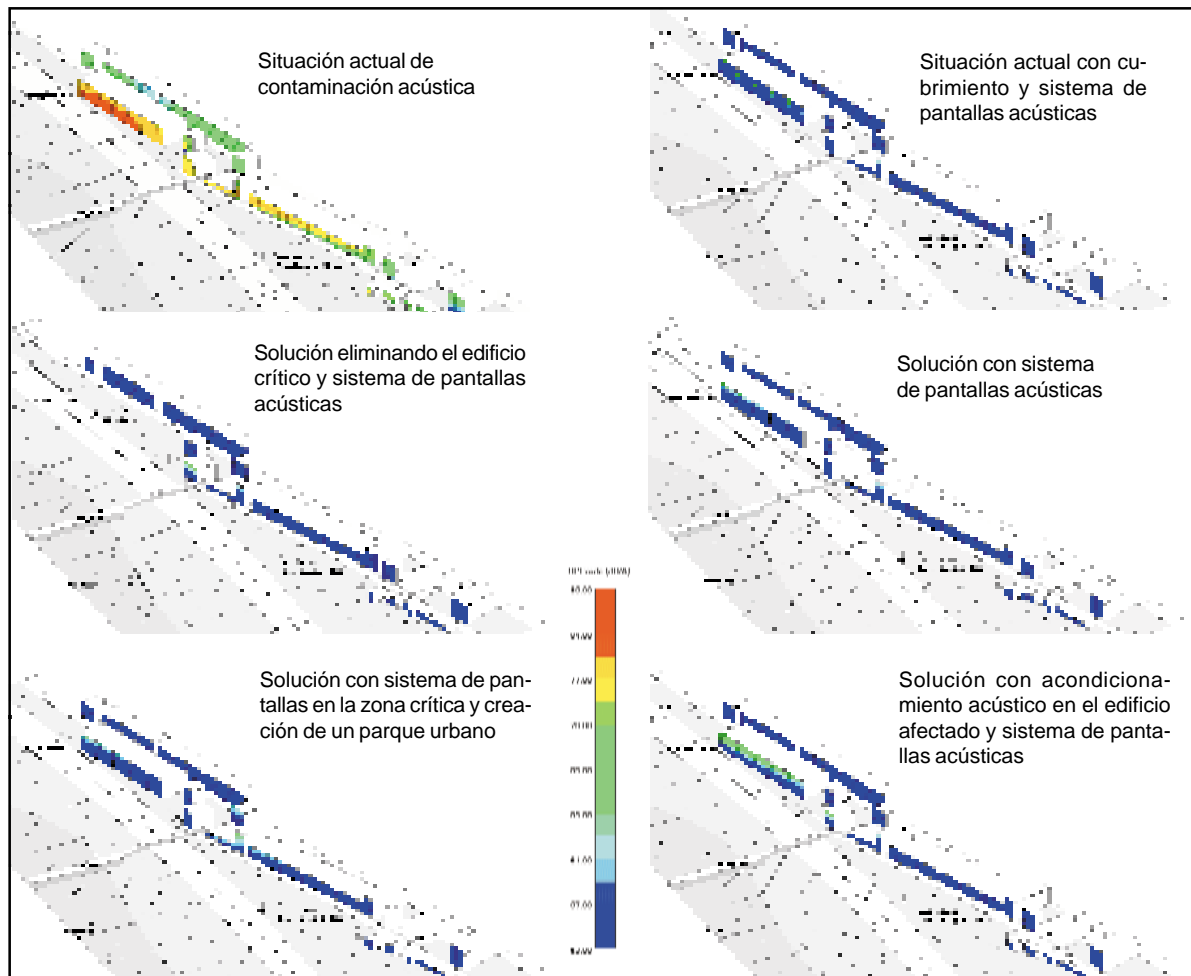 Situación actual de
contaminación acústica
Situación actual con cu-
brimiento y sistema de
pantallas acústicas
Solución eliminando el edificio
crítico y sistema de pantallas
acústicas
Solución con sistema
de pantallas acústicas
Solución con sistema de pan-
tallas en la zona crítica y crea-
ción de un parque urbano
Solución con acondiciona-
miento acústico en el edificio
afectado y sistema de panta-
llas acústicas